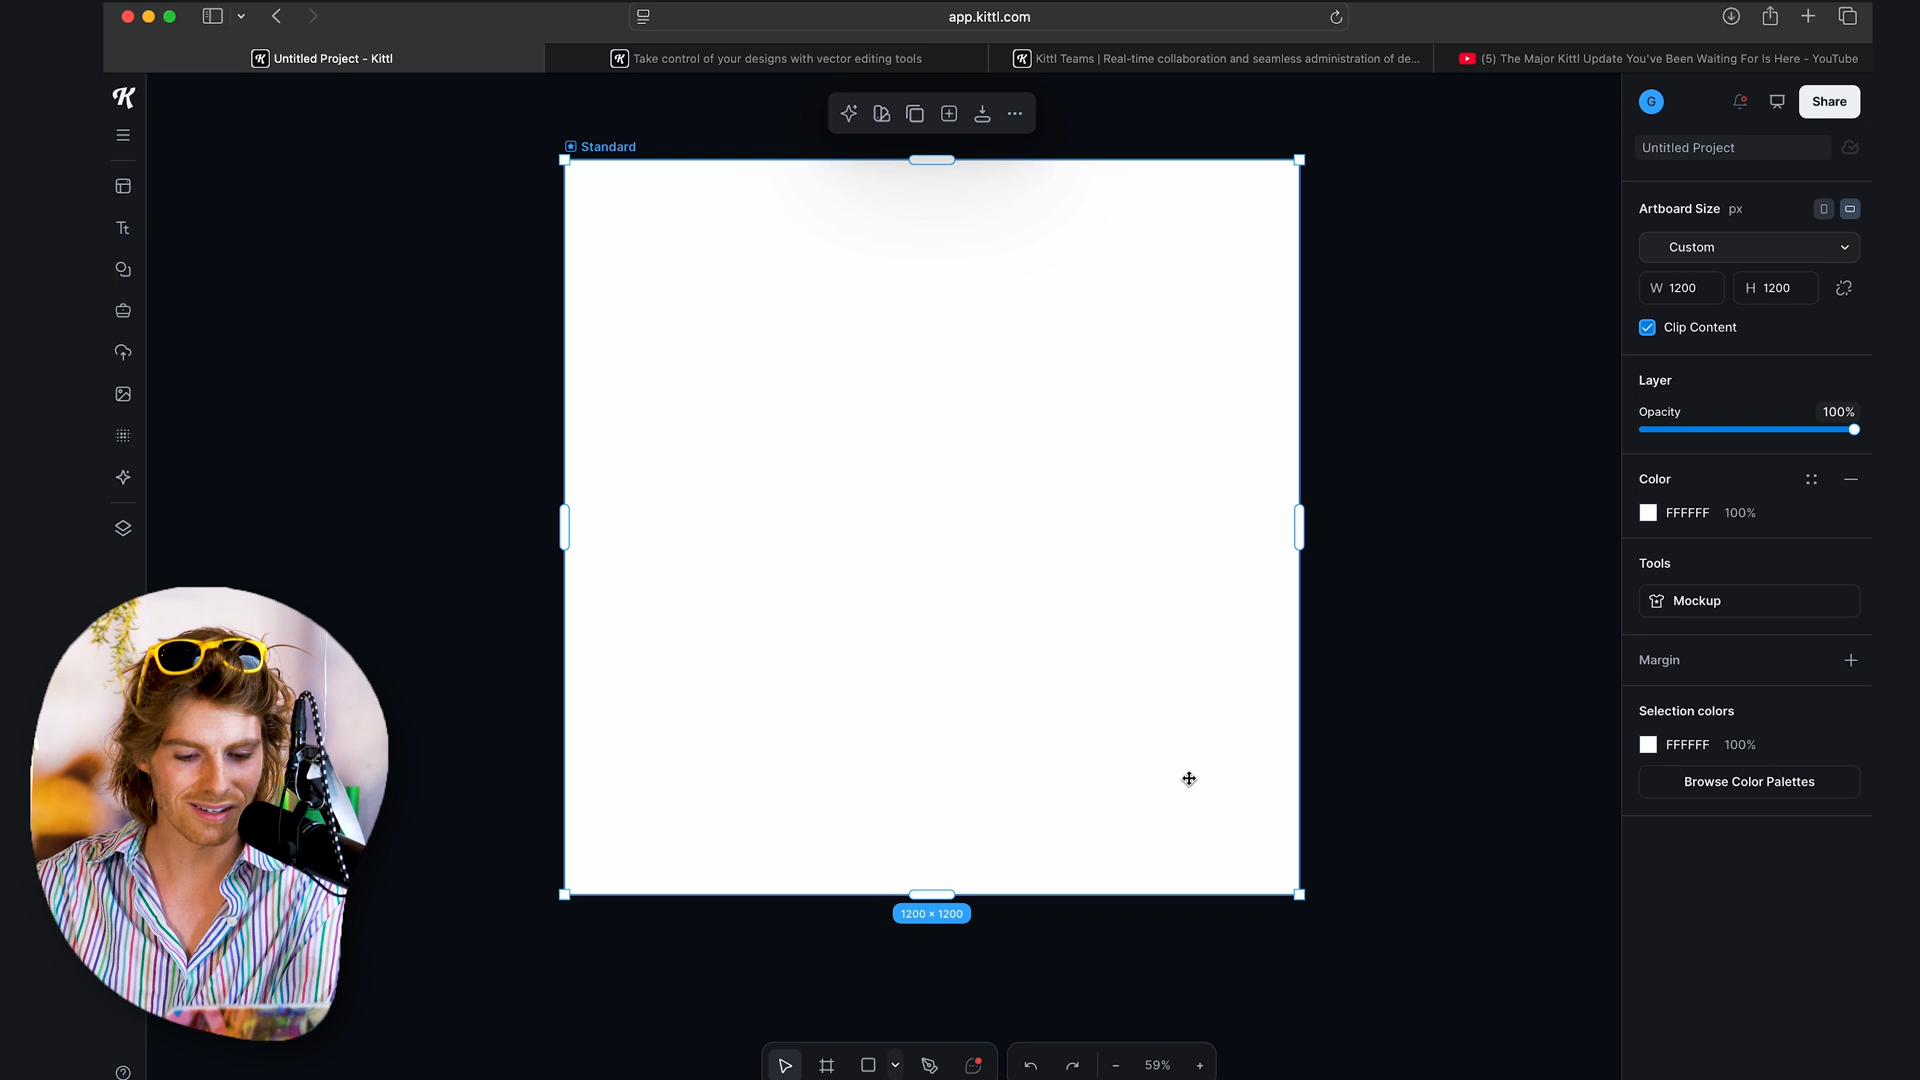 app.kittl.com
Untitled Project - Kittl
Take control of your designs with vector editing tools
Kittl Teams | Real-time collaboration and seamless administration of de...
(5) The Major Kittl Update You've Been Waiting For Is Here - YouTube
G
Share
Untitled Project
Standard
Artboard Size px
Custom
W 1200 H 1200
Clip Content
Layer
Opacity 100%
Color
FFFFFF 100%
Tools
Mockup
Margin
Selection colors
FFFFFF 100%
Browse Color Palettes
1200 × 1200
59%